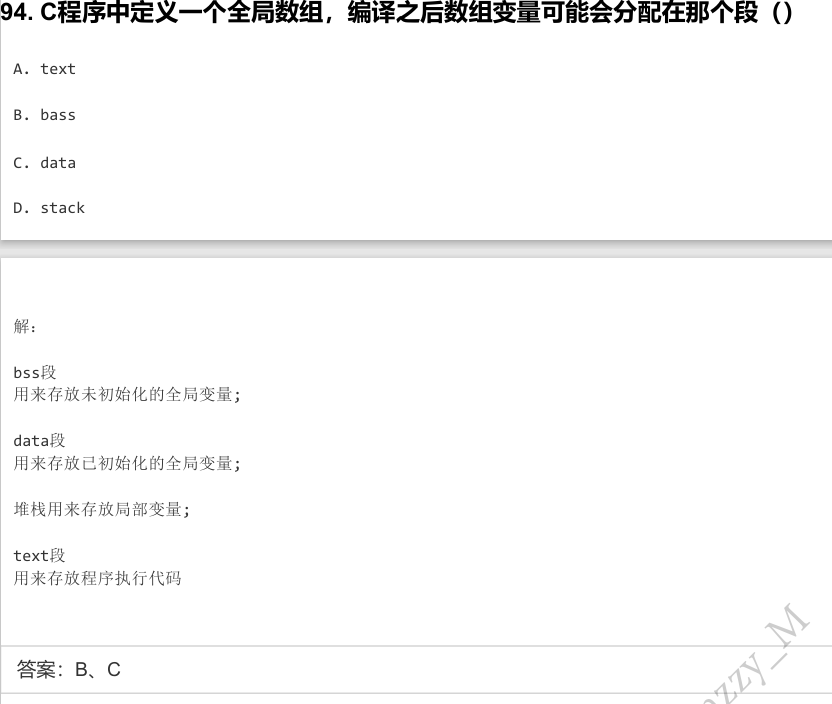 94. C程序中定义一个全局数组，编译之后数组变量可能会分配在那个段（）
A. text
B. bass
C. data
D. stack
解：
bss段
用来存放未初始化的全局变量;
data段
用来存放已初始化的全局变量;
堆栈用来存放局部变量;
text段
用来存放程序执行代码
答案：B、C